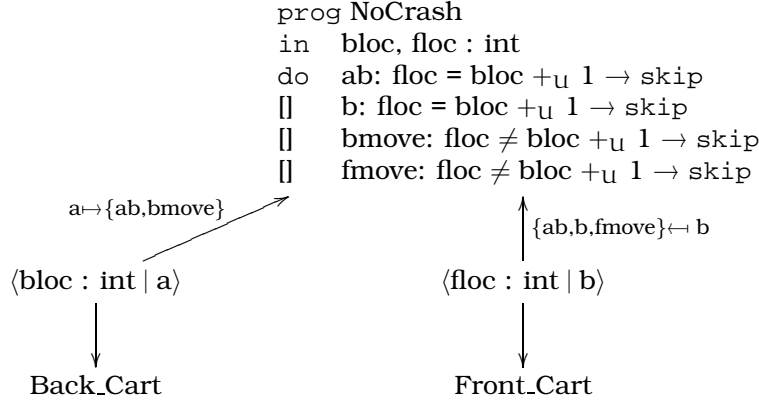 prog NoCrash
in bloc, floc : int
do ab: floc = bloc +U 1 → skip
[] b: floc = bloc +U 1 → skip
[] bmove: floc ≠ bloc +U 1 → skip
[] fmove: floc ≠ bloc +U 1 → skip
a↦{ab,bmove}
{ab,b,fmove}↤ b
⟨bloc : int | a⟩ ⟨floc : int | b⟩
Back_Cart Front_Cart